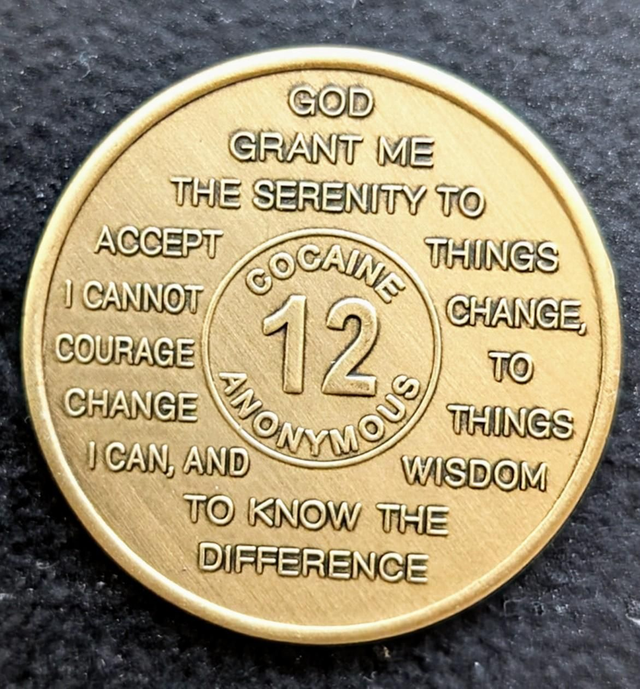 GOD
GRANT ME
THE SERENITY TO
ACCEPT THINGS
I CANNOT CHANGE,
COURAGE TO
CHANGE THINGS
I CAN, AND WISDOM
TO KNOW THE
DIFFERENCE
COCAINE
12
ANONYMOUS